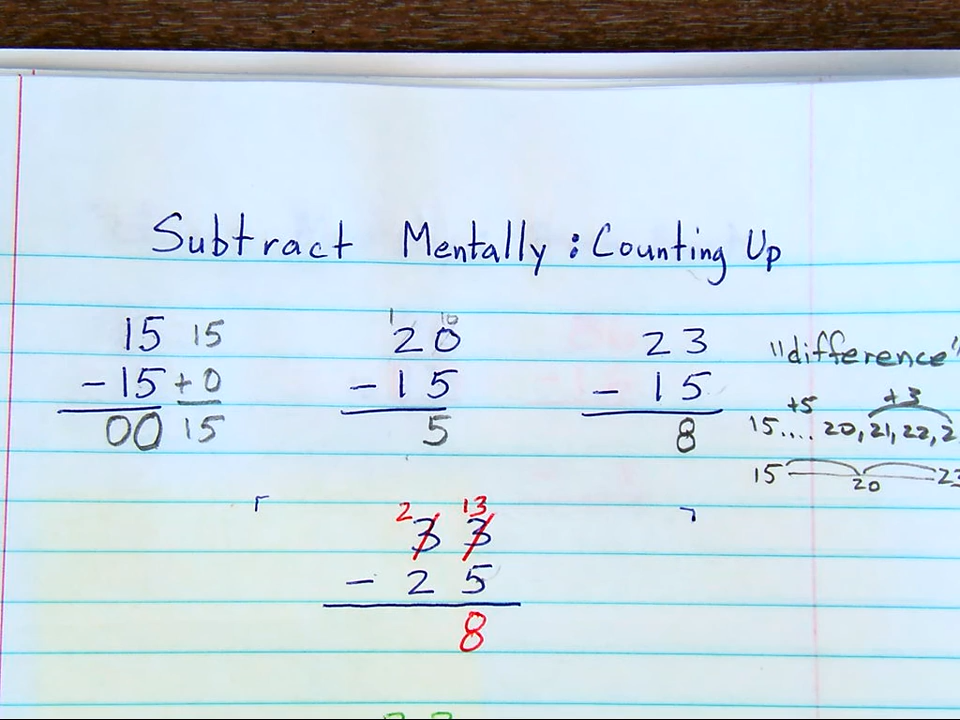 Subtract Mentally : Counting Up
15 15 1 10 20 23 "difference"
-15 +0 -15 -15 +5 +3
00 15 5 8 15.... 20, 21, 22, 2
15 20 23
2 13
3 3
- 2 5
8